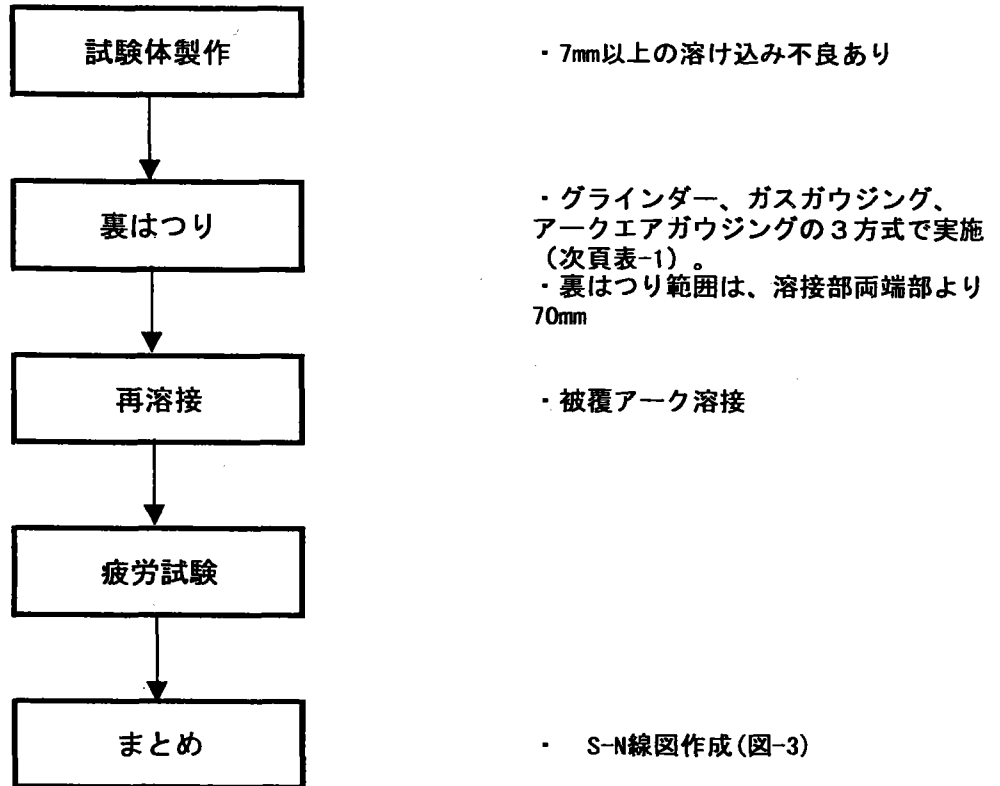 試験体製作
・7mm以上の溶け込み不良あり
裏はつり
・グラインダー、ガスガウジング、
アークエアガウジングの3方式で実施
(次頁表-1)。
・裏はつり範囲は、溶接部両端部より
70mm
再溶接
・被覆アーク溶接
疲労試験
まとめ
・ S-N線図作成(図-3)